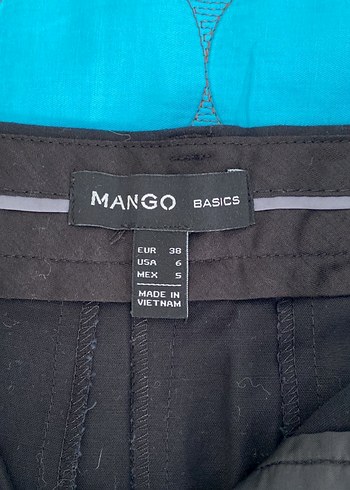 MANGO BASICS
EUR 38
USA 6
MEX 5
MADE IN
VIETNAM